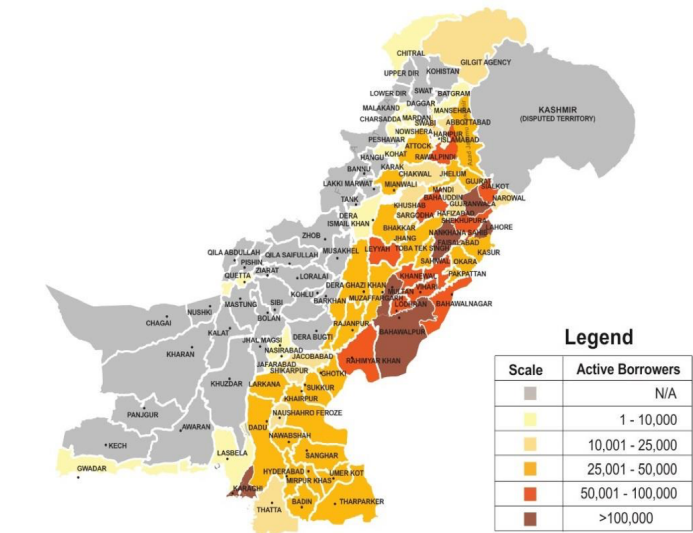 CHITRAL
GILGIT AGENCY
UPPER DIR
KOHISTAN
LOWER DIR
SWAT
BATGRAM
DAGGAR
MALAKAND
MANSEHRA
KASHMIR
(DISPUTED TERRITORY)
CHARSADDA
MARDAN
SWABI
ABBOTTABAD
NOWSHERA
HARIPUR
PESHAWAR
ISLAMABAD
ATTOCK
HANGU
KOHAT
RAWALPINDI
KARAK
BANNU
CHAKWAL
JHELUM
LAKKI MARWAT
MIANWALI
GUJRAT
SIALKOT
MANDI
BAHAUDDIN
NAROWAL
TANK
KHUSHAB
GUJRANWALA
DERA
ISMAIL KHAN
SARGODHA
HAFIZABAD
SHEKHUPURA
BHAKKAR
LAHORE
NANKHANA SAHIB
ZHOB
JHANG
FAISALABAD
MUSAKHEL
LEYYAH
TOBA TEK SINGH
KASUR
QILA ABDULLAH
QILA SAIFULLAH
SAHIWAL
OKARA
PISHIN
ZIARAT
QUETTA
LORALAI
KHANEWAL
PAKPATTAN
DERA GHAZI KHAN
MULTAN
VIHARI
KOHLU
BARKHAN
MUZAFFARGARH
MASTUNG
SIBI
LODHRAN
BAHAWALNAGAR
NUSHKI
BOLAN
CHAGAI
RAJANPUR
KALAT
DERA BUGTI
BAHAWALPUR
JHAL MAGSI
NASIRABAD
KHARAN
JACOBABAD
RAHIMYAR KHAN
JAFARABAD
SHIKARPUR
GHOTKI
KHUZDAR
LARKANA
SUKKUR
KHAIRPUR
PANJGUR
NAUSHAHRO FEROZE
AWARAN
DADU
NAWABSHAH
KECH
LASBELA
SANGHAR
GWADAR
HYDERABAD
UMER KOT
MIRPUR KHAS
KARACHI
BADIN
THARPARKER
THATTA
Legend
Scale Active Borrowers
N/A
1 - 10,000
10,001 - 25,000
25,001 - 50,000
50,001 - 100,000
>100,000